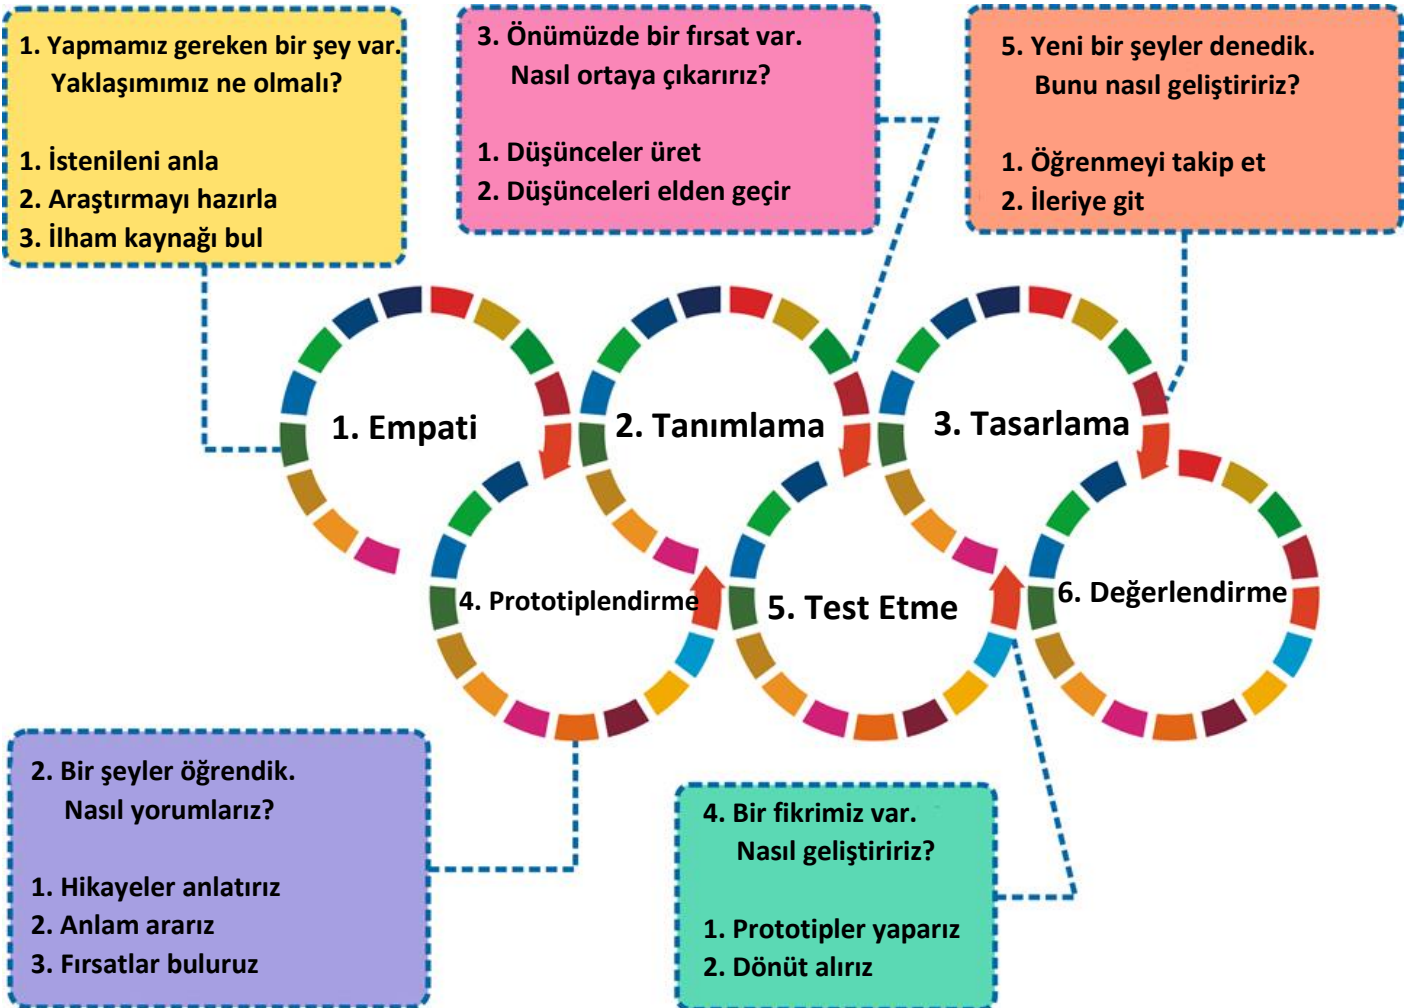 1. Yapmamız gereken bir şey var.
Yaklaşımımız ne olmalı?
1. İstenileni anla
2. Araştırmayı hazırla
3. İlham kaynağı bul
3. Önümüzde bir fırsat var.
Nasıl ortaya çıkarırız?
1. Düşünceler üret
2. Düşünceleri elden geçir
5. Yeni bir şeyler denedik.
Bunu nasıl geliştiririz?
1. Öğrenmeyi takip et
2. İleriye git
1. Empati
2. Tanımlama
3. Tasarlama
4. Prototiplendirme
5. Test Etme
6. Değerlendirme
2. Bir şeyler öğrendik.
Nasıl yorumlarız?
1. Hikayeler anlatırız
2. Anlam ararız
3. Fırsatlar buluruz
4. Bir fikrimiz var.
Nasıl geliştiririz?
1. Prototipler yaparız
2. Dönüt alırız